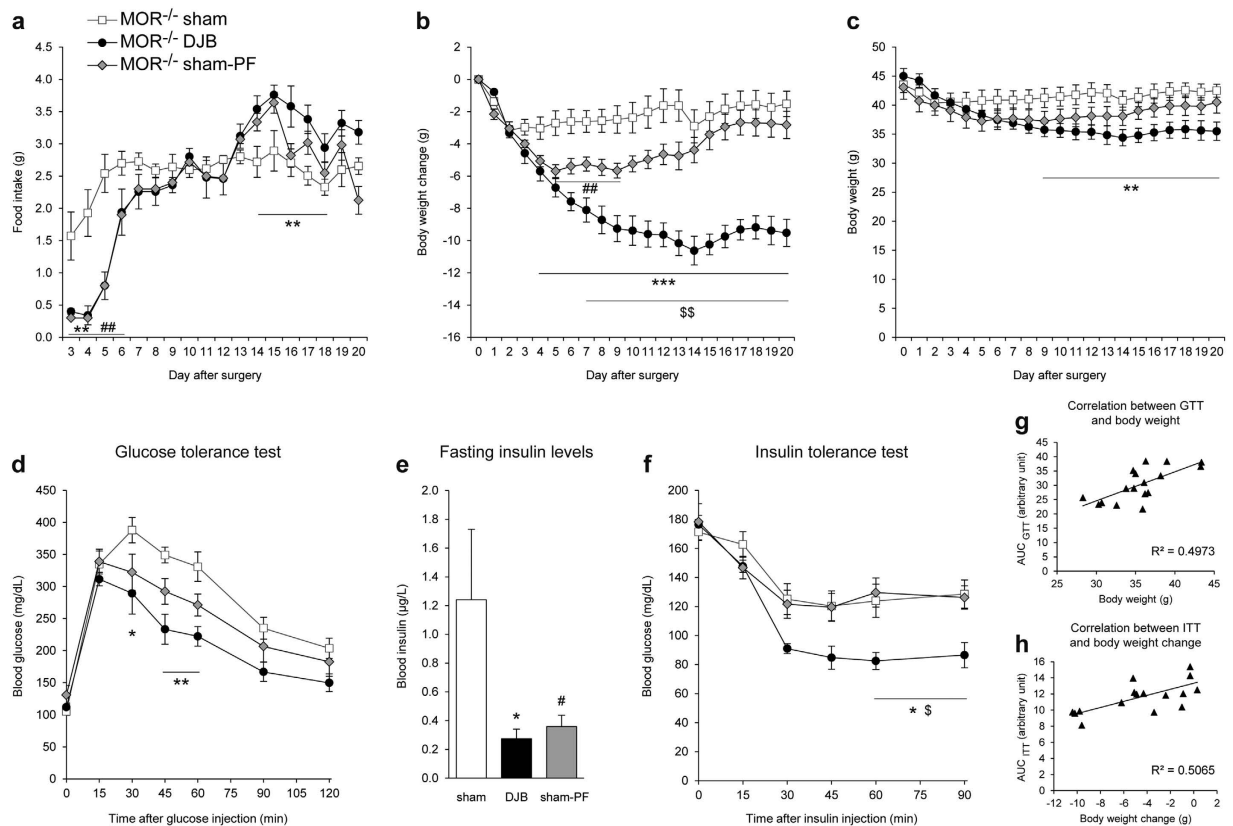 a
MOR-/- sham
MOR-/- DJB
MOR-/- sham-PF
4.5
4.0
3.5
3.0
2.5
2.0
1.5
1.0
0.5
0.0
Food intake (g)
** ##
**
3 4 5 6 7 8 9 10 11 12 13 14 15 16 17 18 19 20
Day after surgery
b
2
0
-2
-4
-6
-8
-10
-12
-14
-16
Body weight change (g)
##
***
$$
0 1 2 3 4 5 6 7 8 9 10 11 12 13 14 15 16 17 18 19 20
Day after surgery
c
50
45
40
35
30
25
20
15
10
5
0
Body weight (g)
**
0 1 2 3 4 5 6 7 8 9 10 11 12 13 14 15 16 17 18 19 20
Day after surgery
d
Glucose tolerance test
450
400
350
300
250
200
150
100
50
0
Blood glucose (mg/dL)
*
**
0 15 30 45 60 75 90 105 120
Time after glucose injection (min)
e
Fasting insulin levels
2.0
1.8
1.6
1.4
1.2
1.0
0.8
0.6
0.4
0.2
0.0
Blood insulin (µg/L)
*
#
sham DJB sham-PF
f
Insulin tolerance test
200
180
160
140
120
100
80
60
40
20
0
Blood glucose (mg/dL)
* $
0 15 30 45 60 75 90
Time after insulin injection (min)
g
Correlation between GTT
and body weight
45
40
35
30
25
20
15
10
5
0
AUC GTT (arbitrary unit)
R² = 0.4973
25 30 35 40 45
Body weight (g)
h
Correlation between ITT
and body weight change
16
14
12
10
8
6
4
2
0
AUC ITT (arbitrary unit)
R² = 0.5065
-12 -10 -8 -6 -4 -2 0 2
Body weight change (g)